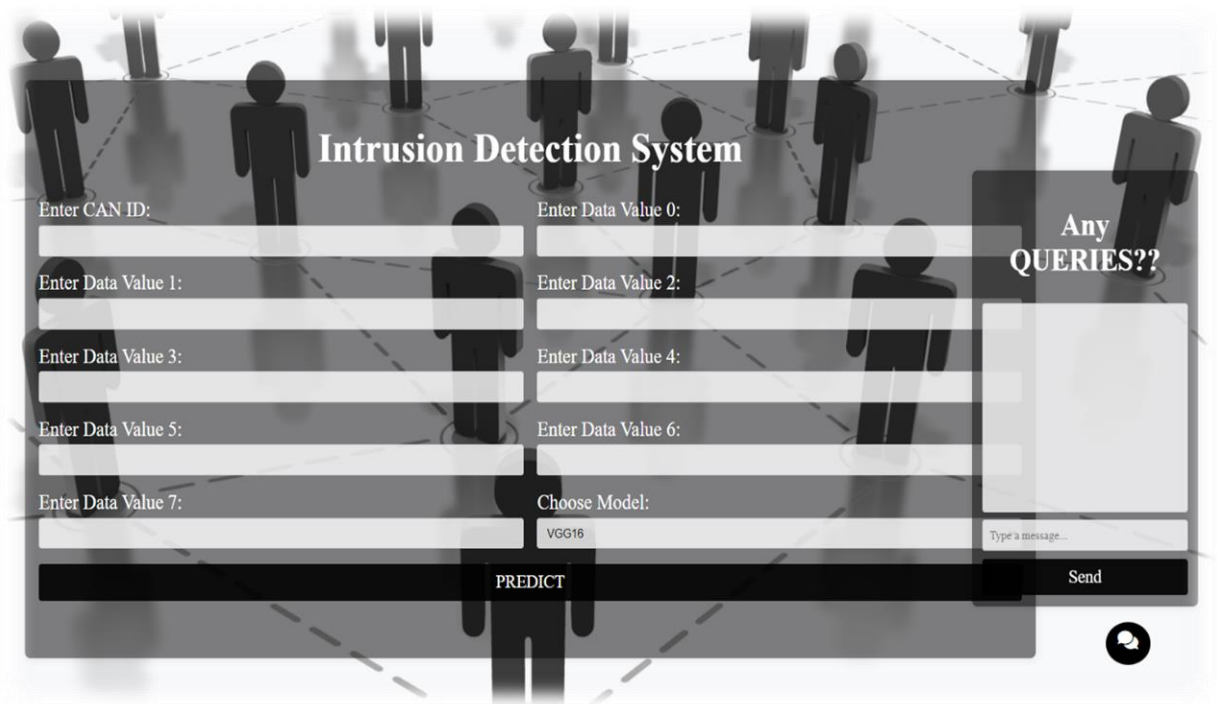 Intrusion Detection System
Enter CAN ID:
Enter Data Value 0:
Enter Data Value 1:
Enter Data Value 2:
Enter Data Value 3:
Enter Data Value 4:
Enter Data Value 5:
Enter Data Value 6:
Enter Data Value 7:
Choose Model:
VGG16
PREDICT
Any
QUERIES??
Type a message...
Send